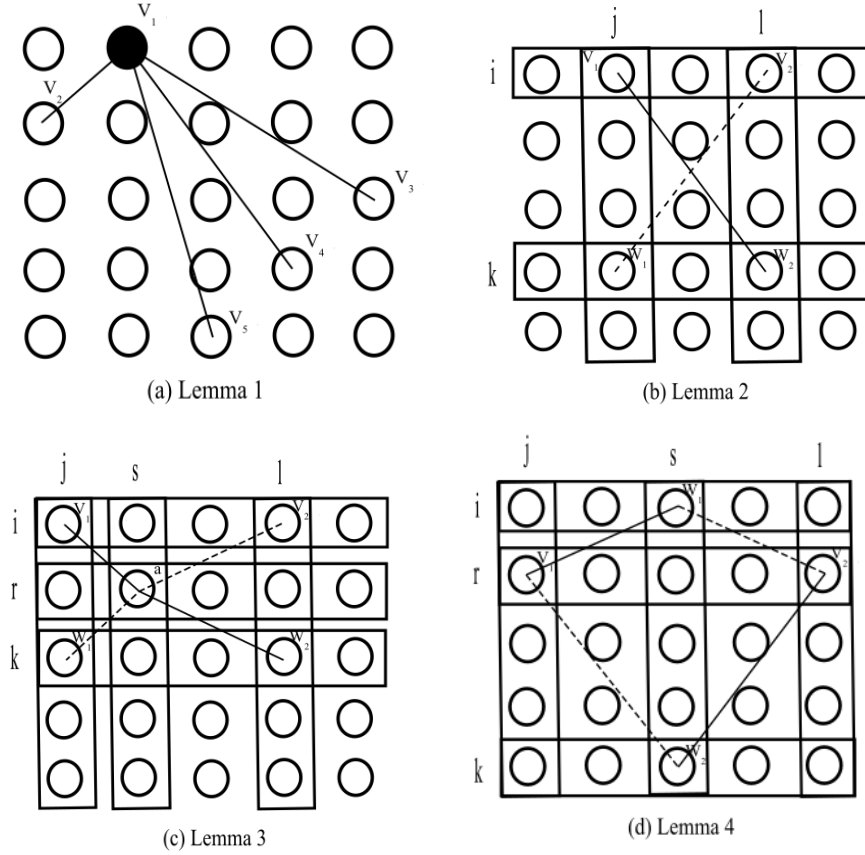 V₁
V₂
V₃
V₄
V₅
(a) Lemma 1
j l
i V₁ V₂
k W₁ W₂
(b) Lemma 2
j s l
i V₁ V₂
r a
k W₁ W₂
(c) Lemma 3
j s l
i W₁
r V₁ V₂
k W₂
(d) Lemma 4